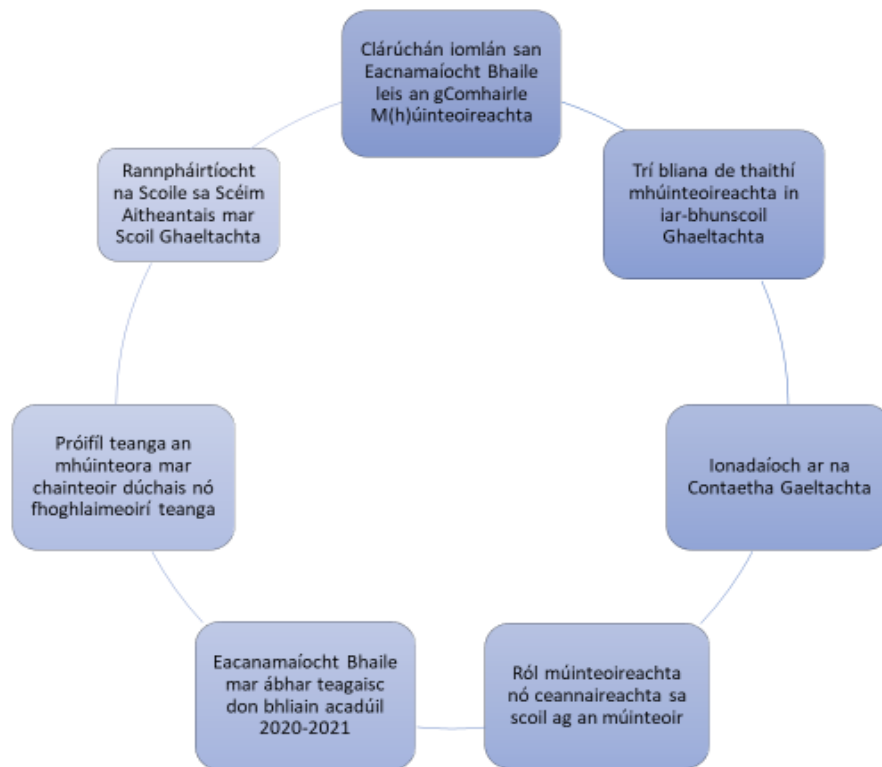 Clárúchán iomlán san
Eacnamaíocht Bhaile
leis an gComhairle
M(h)úinteoireachta
Trí bliana de thaithí
mhúinteoireachta in
iar-bhunscoil
Ghaeltachta
Ionadaíoch ar na
Contaetha Gaeltachta
Ról múinteoireachta
nó ceannaireachta sa
scoil ag an múinteoir
Eacanamaíocht Bhaile
mar ábhar teagaisc
don bhliain acadúil
2020-2021
Próifíl teanga an
mhúinteora mar
chainteoir dúchais nó
fhoghlaimeoirí teanga
Rannpháirtíocht
na Scoile sa Scéim
Aitheantais mar
Scoil Ghaeltachta